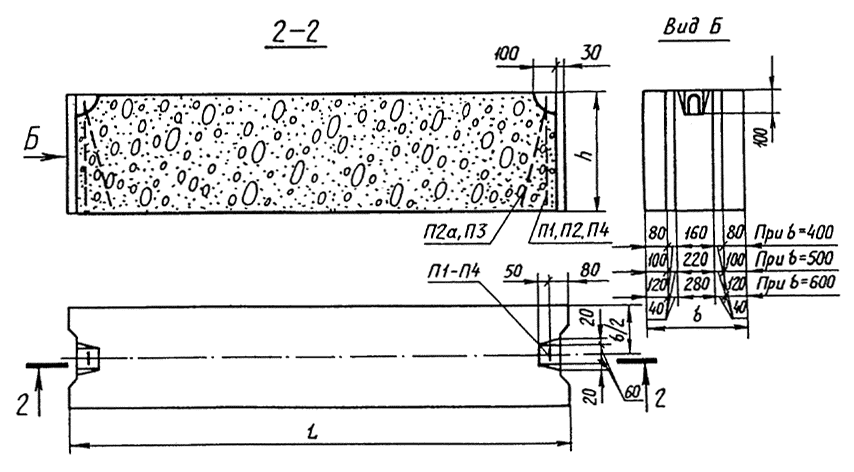 2-2
Вид Б
100
30
Б
h
100
П2а, П3
П1, П2, П4
80 160 80 При b=400
100 220 100 При b=500
120 280 120 При b=600
40 40
b
П1-П4
50
80
20
b/2
20
60
2
2
L